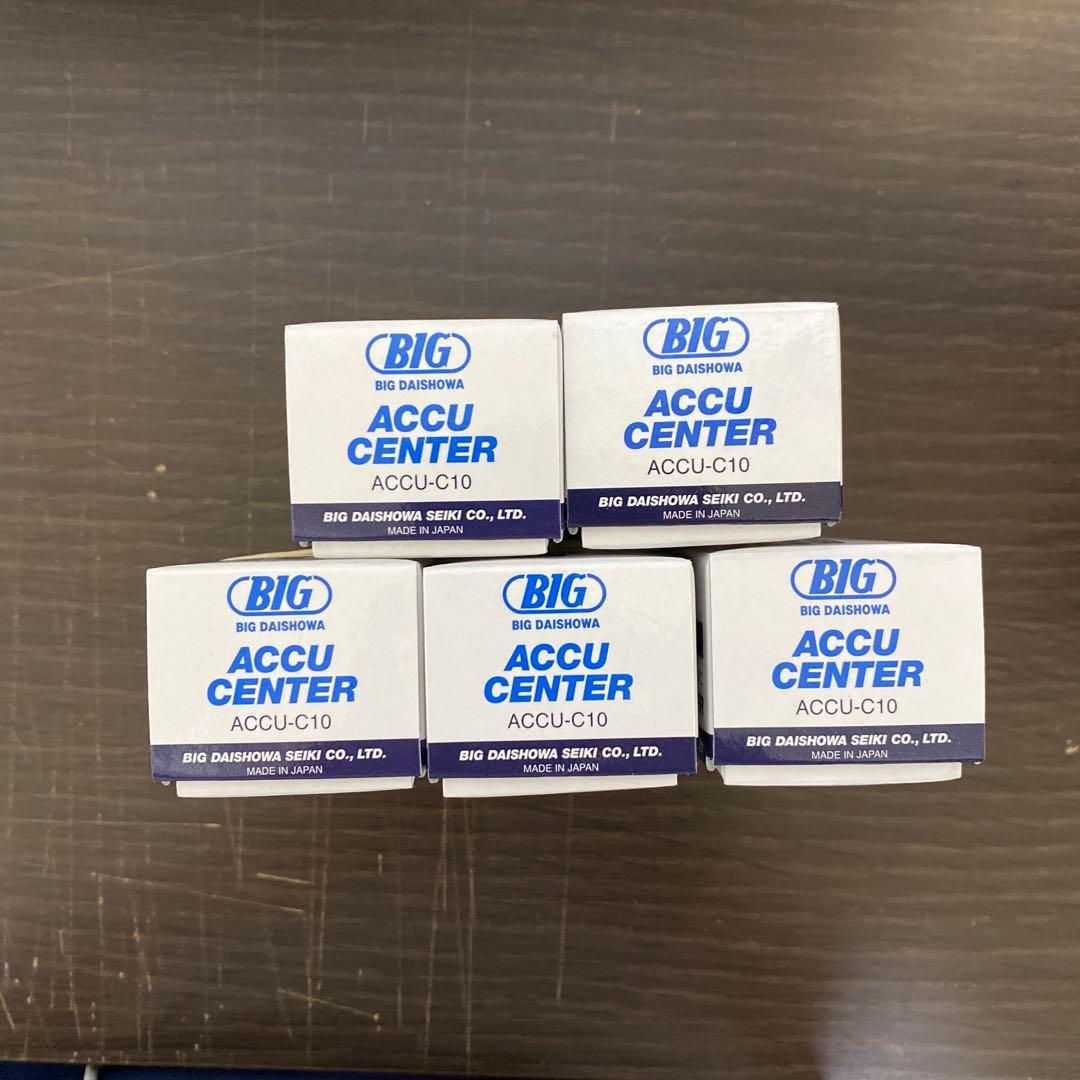 BIG
BIG DAISHOWA
ACCU
CENTER
ACCU-C10
BIG DAISHOWA SEIKI CO., LTD.
MADE IN JAPAN
BIG
BIG DAISHOWA
ACCU
CENTER
ACCU-C10
BIG DAISHOWA SEIKI CO., LTD.
MADE IN JAPAN
BIG
BIG DAISHOWA
ACCU
CENTER
ACCU-C10
BIG DAISHOWA SEIKI CO., LTD.
MADE IN JAPAN
BIG
BIG DAISHOWA
ACCU
CENTER
ACCU-C10
BIG DAISHOWA SEIKI CO., LTD.
MADE IN JAPAN
BIG
BIG DAISHOWA
ACCU
CENTER
ACCU-C10
BIG DAISHOWA SEIKI CO., LTD.
MADE IN JAPAN